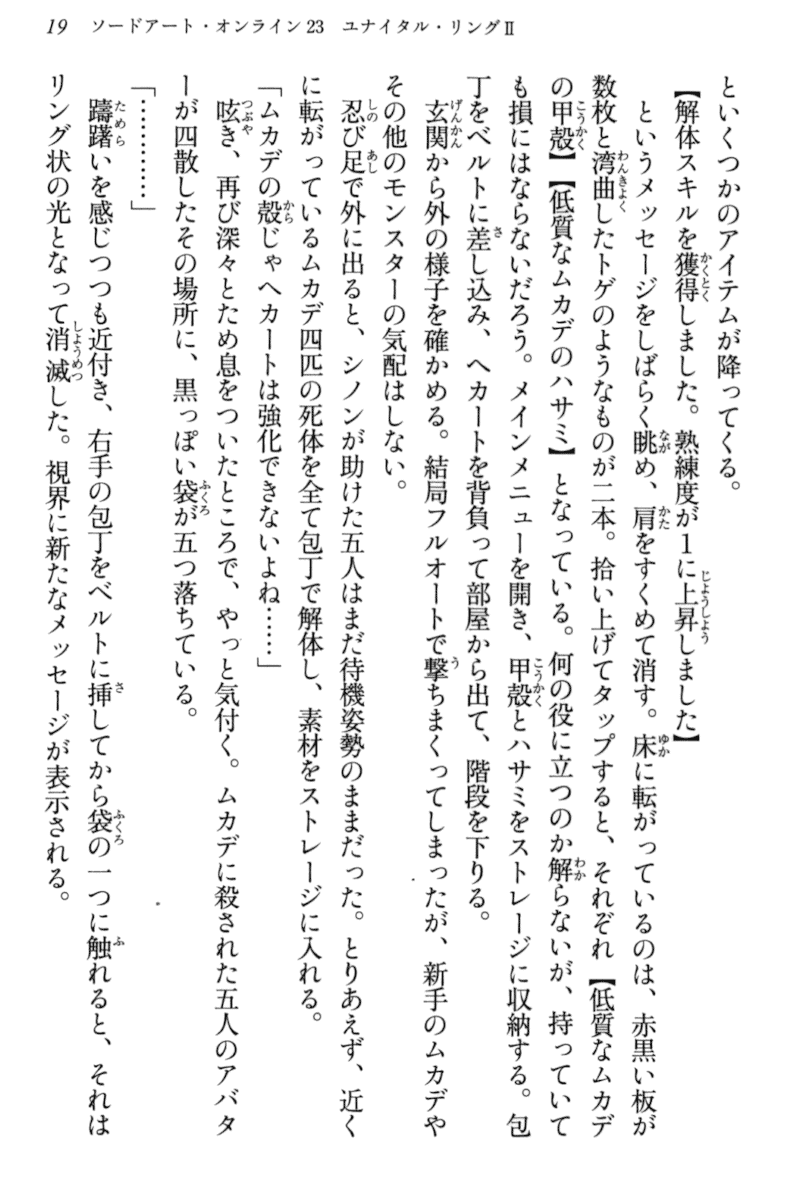 19　ソードアート・オンライン23　ユナイタル・リングⅡ
といくつかのアイテムが降ってくる。
【解体スキルを獲得しました。熟練度が１に上昇しました】
　というメッセージをしばらく眺め、肩をすくめて消す。床に転がっているのは、赤黒い板が
数枚と湾曲したトゲのようなものが二本。拾い上げてタップすると、それぞれ【低質なムカデ
の甲殻】【低質なムカデのハサミ】となっている。何の役に立つのか解らないが、持っていて
も損にはならないだろう。メインメニューを開き、甲殻とハサミをストレージに収納する。包
丁をベルトに差し込み、ヘカートを背負って部屋から出て、階段を下りる。
　玄関から外の様子を確かめる。結局フルオートで撃ちまくってしまったが、新手のムカデや
その他のモンスターの気配はしない。
　忍び足で外に出ると、シノンが助けた五人はまだ待機姿勢のままだった。とりあえず、近く
に転がっているムカデ四匹の死体を全て包丁で解体し、素材をストレージに入れる。
「ムカデの殻じゃヘカートは強化できないよね……」
　呟き、再び深々とため息をついたところで、やっと気付く。ムカデに殺された五人のアバタ
ーが四散したその場所に、黒っぽい袋が五つ落ちている。
「…………」
　躊躇いを感じつつも近付き、右手の包丁をベルトに挿してから袋の一つに触れると、それは
リング状の光となって消滅した。視界に新たなメッセージが表示される。